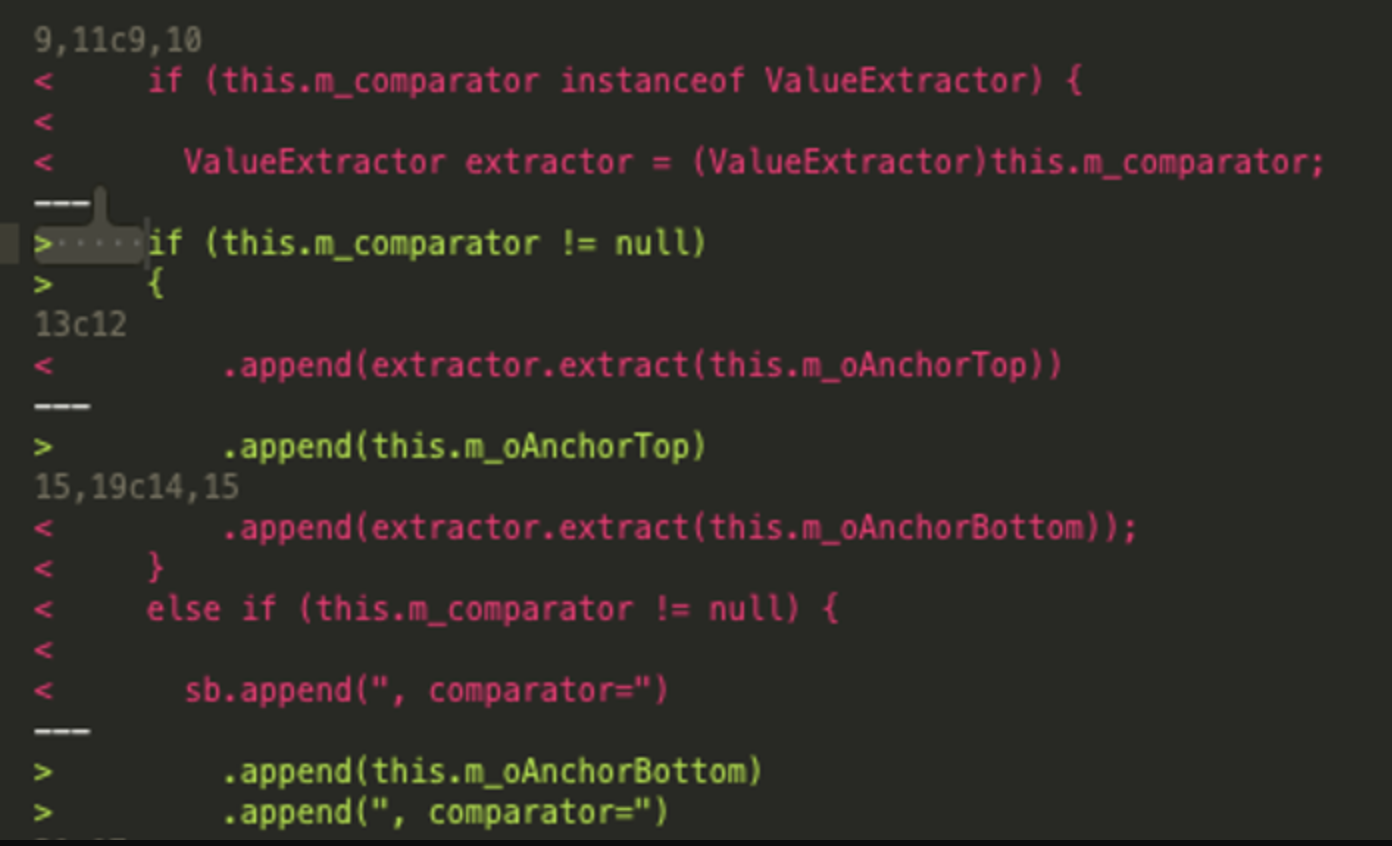 9,11c9,10
<     if (this.m_comparator instanceof ValueExtractor) {
<
<       ValueExtractor extractor = (ValueExtractor)this.m_comparator;
---
>     if (this.m_comparator != null)
>     {
13c12
<         .append(extractor.extract(this.m_oAnchorTop))
---
>         .append(this.m_oAnchorTop)
15,19c14,15
<         .append(extractor.extract(this.m_oAnchorBottom));
<     }
<     else if (this.m_comparator != null) {
<
<       sb.append(", comparator=")
---
>         .append(this.m_oAnchorBottom)
>         .append(", comparator=")